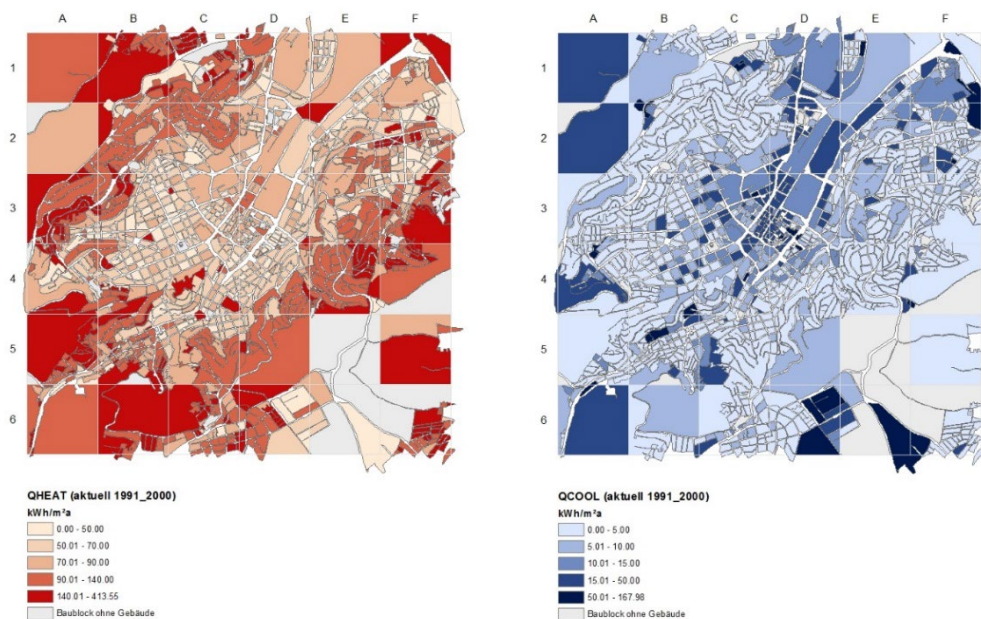 A B C D E F
1
2
3
4
5
6
QHEAT (aktuell 1991_2000)
kWh/m²a
0.00 - 50.00
50.01 - 70.00
70.01 - 90.00
90.01 - 140.00
140.01 - 413.55
Baublock ohne Gebäude
A B C D E F
1
2
3
4
5
6
QCOOL (aktuell 1991_2000)
kWh/m²a
0.00 - 5.00
5.01 - 10.00
10.01 - 15.00
15.01 - 50.00
50.01 - 167.98
Baublock ohne Gebäude